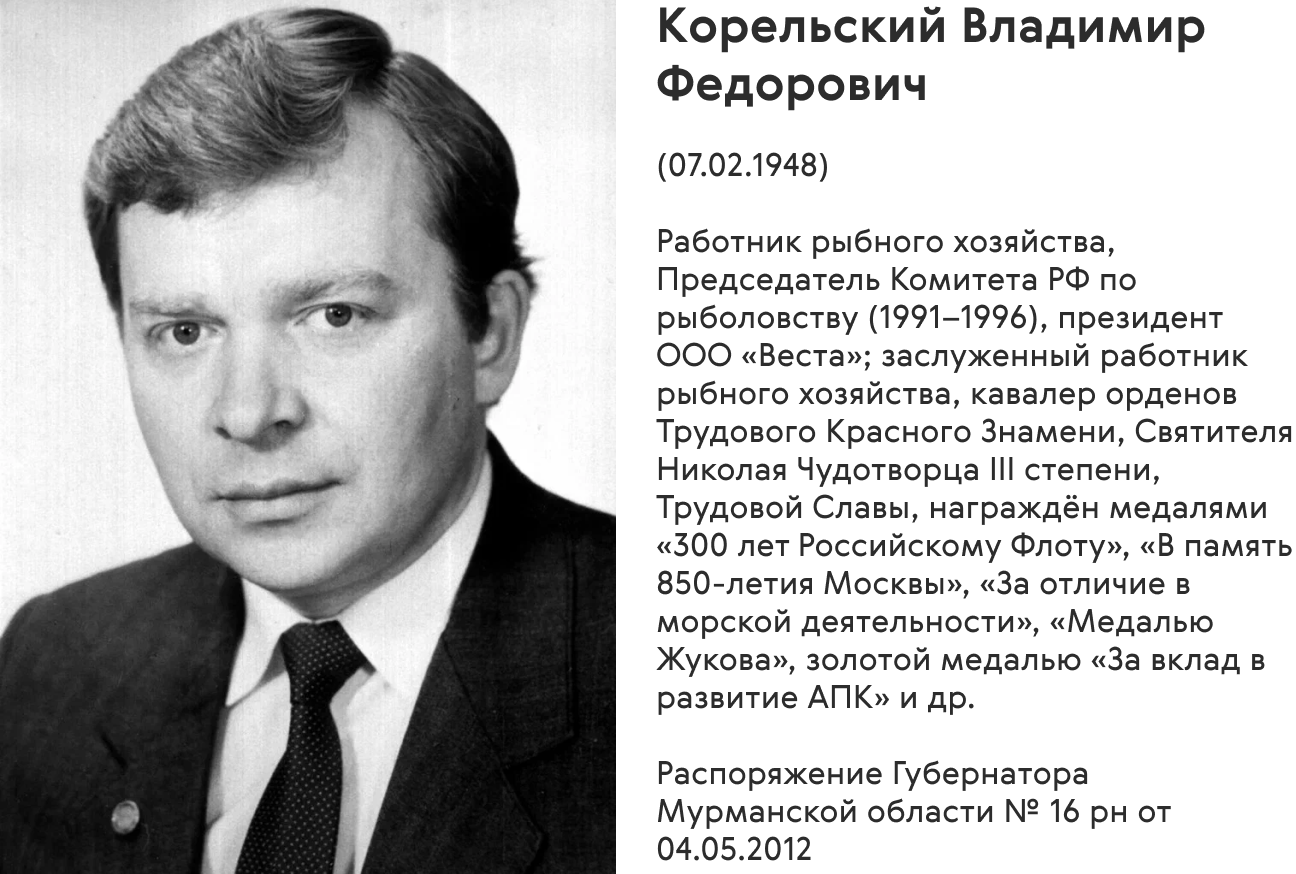 Корельский Владимир
Федорович
(07.02.1948)
Работник рыбного хозяйства,
Председатель Комитета РФ по
рыболовству (1991–1996), президент
ООО «Веста»; заслуженный работник
рыбного хозяйства, кавалер орденов
Трудового Красного Знамени, Святителя
Николая Чудотворца III степени,
Трудовой Славы, награждён медалями
«300 лет Российскому Флоту», «В память
850-летия Москвы», «За отличие в
морской деятельности», «Медалью
Жукова», золотой медалью «За вклад в
развитие АПК» и др.
Распоряжение Губернатора
Мурманской области № 16 рн от
04.05.2012